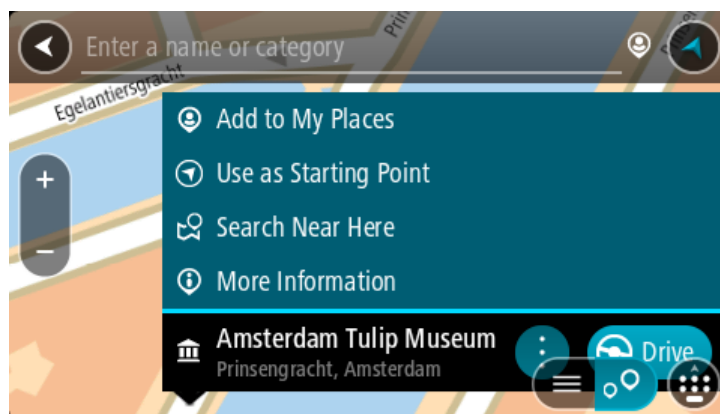 Enter a name or category
Egelantiersgracht
Add to My Places
Use as Starting Point
Search Near Here
More Information
Amsterdam Tulip Museum
Prinsengracht, Amsterdam
Drive